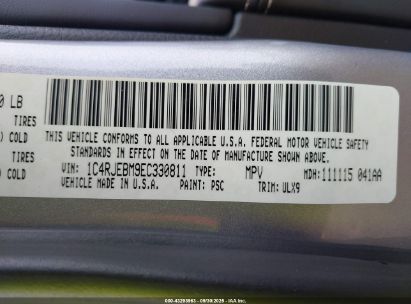 0 LB
TIRES
) COLD
TIRES
) COLD
THIS VEHICLE CONFORMS TO ALL APPLICABLE U.S.A. FEDERAL MOTOR VEHICLE SAFETY
STANDARDS IN EFFECT ON THE DATE OF MANUFACTURE SHOWN ABOVE.
VIN: 1C4RJEBM9EC330811 TYPE: MPV MDH: 111115 041AA
VEHICLE MADE IN U.S.A. PAINT: PSC TRIM: ULX9